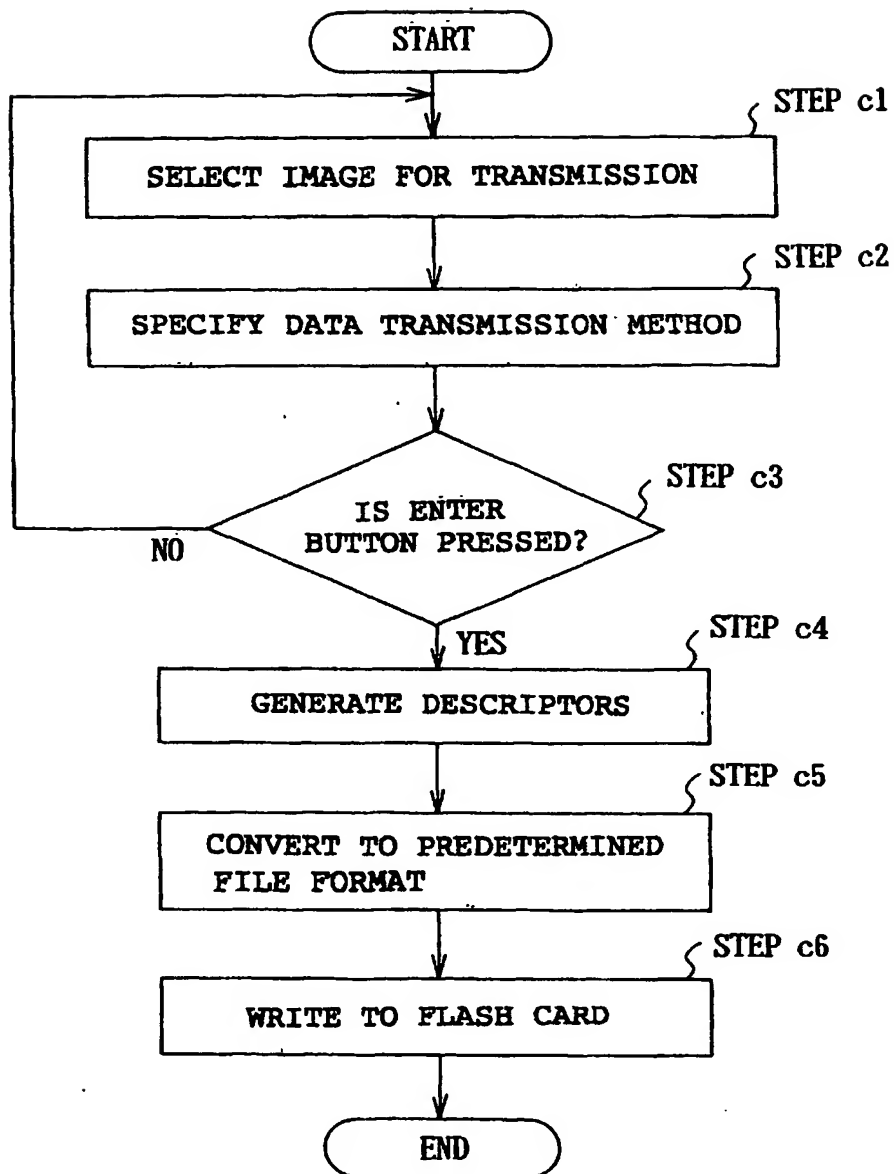 START
STEP c1
SELECT IMAGE FOR TRANSMISSION
STEP c2
SPECIFY DATA TRANSMISSION METHOD
STEP c3
IS ENTER
BUTTON PRESSED?
NO
YES
STEP c4
GENERATE DESCRIPTORS
STEP c5
CONVERT TO PREDETERMINED
FILE FORMAT
STEP c6
WRITE TO FLASH CARD
END